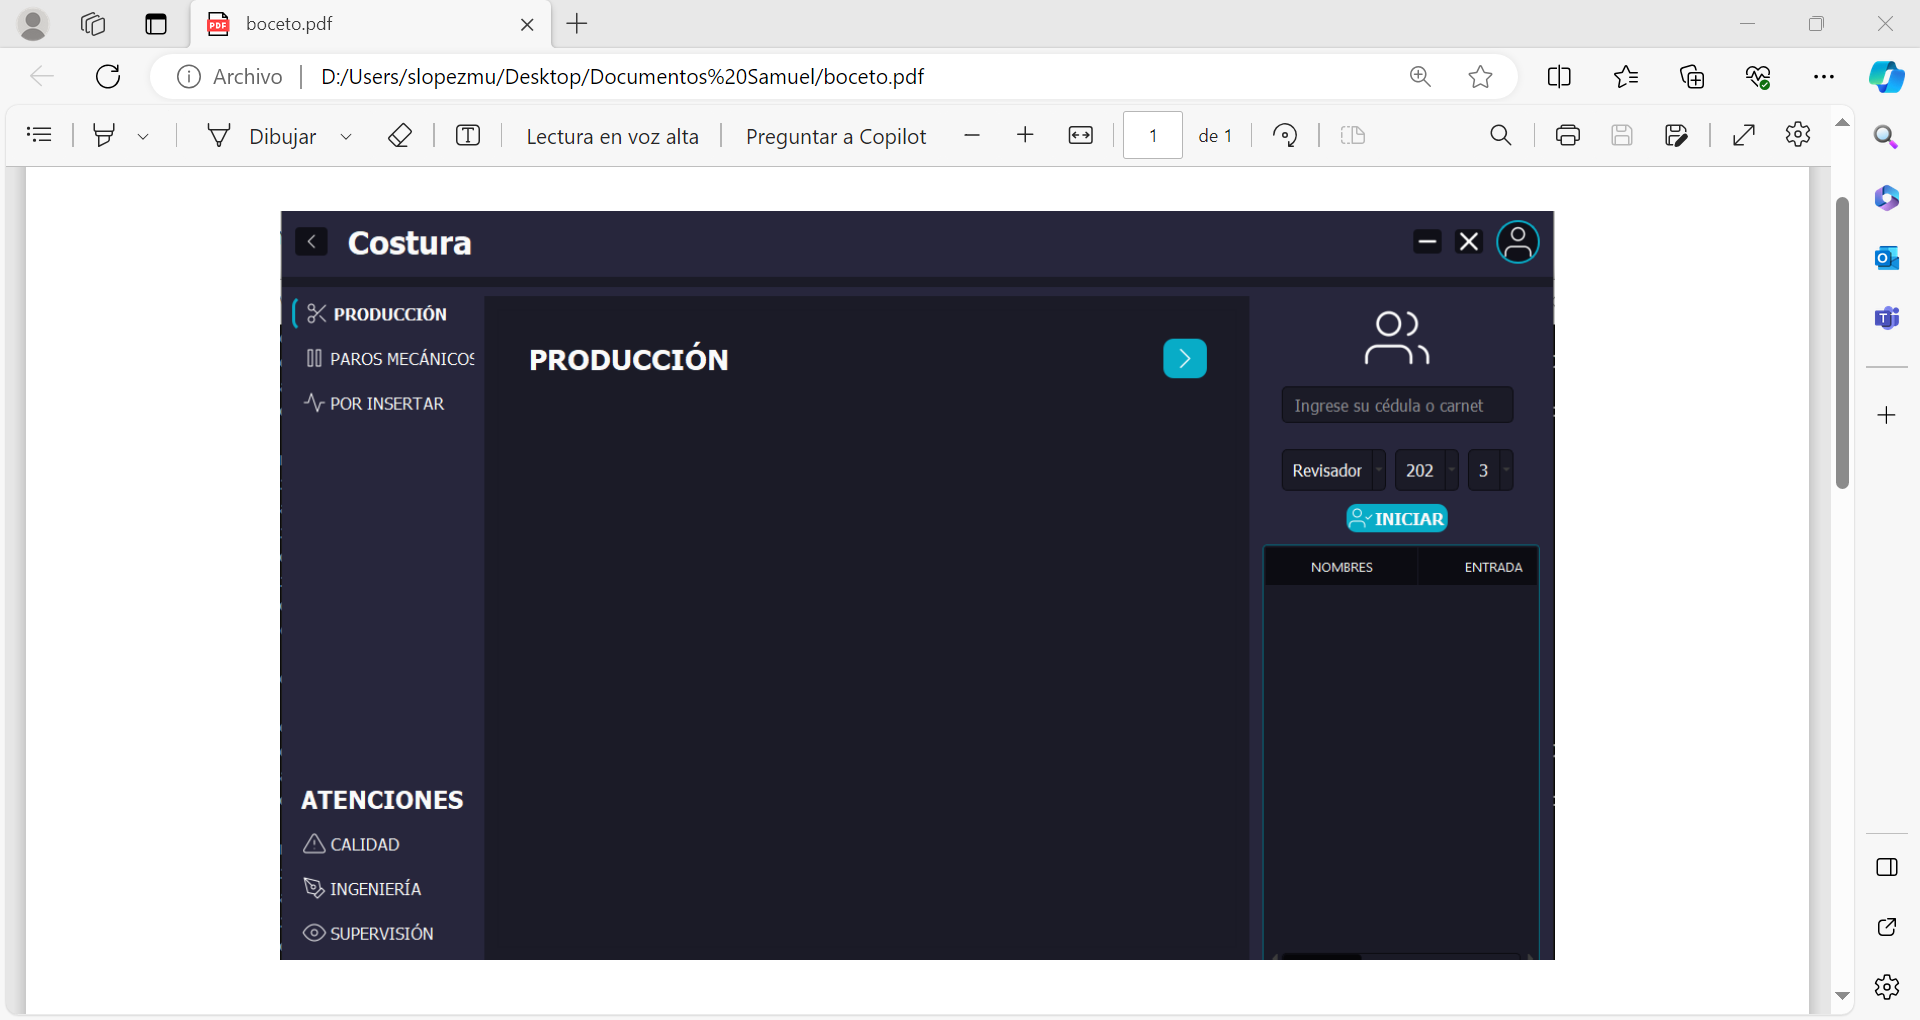 boceto.pdf
Archivo
D:/Users/slopezmu/Desktop/Documentos%20Samuel/boceto.pdf
Dibujar
Lectura en voz alta
Preguntar a Copilot
1
de 1
Costura
PRODUCCIÓN
PAROS MECÁNICOS
POR INSERTAR
PRODUCCIÓN
Ingrese su cédula o carnet
Revisador
202
3
INICIAR
NOMBRES
ENTRADA
ATENCIONES
CALIDAD
INGENIERÍA
SUPERVISIÓN